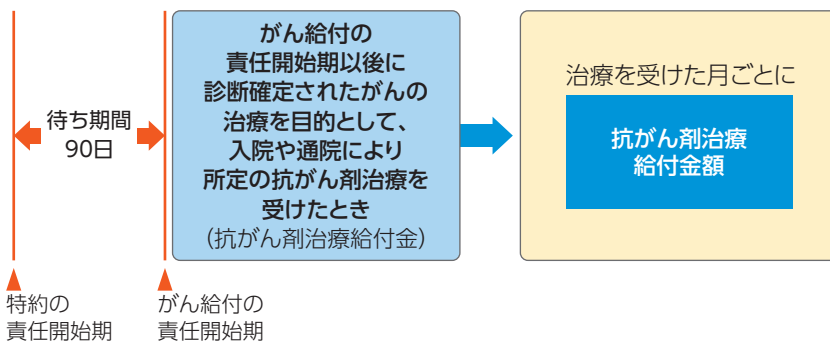 待ち期間
90日
がん給付の
責任開始期以後に
診断確定されたがんの
治療を目的として、
入院や通院により
所定の抗がん剤治療を
受けたとき
（抗がん剤治療給付金）
治療を受けた月ごとに
抗がん剤治療
給付金額
特約の
責任開始期
がん給付の
責任開始期